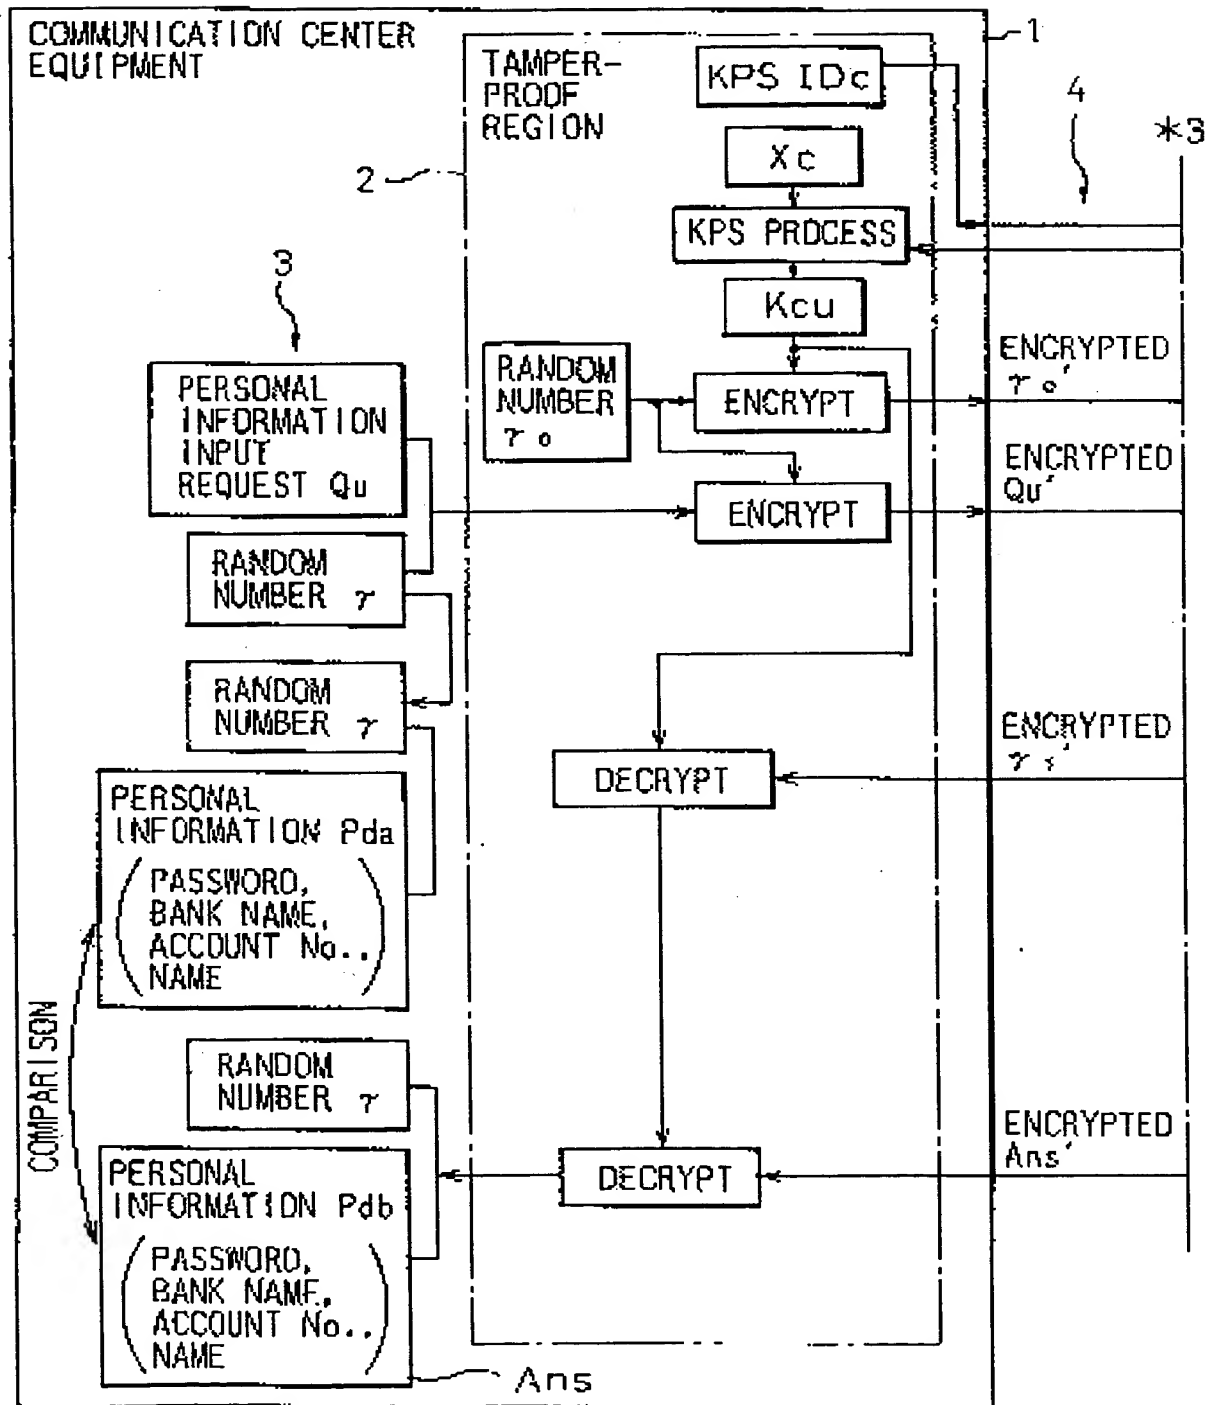 COMMUNICATION CENTER
EQUIPMENT
1
TAMPER-
PROOF
REGION
KPS IDc
4
*3
2
Xc
KPS PROCESS
3
Kcu
PERSONAL
INFORMATION
INPUT
REQUEST Qu
RANDOM
NUMBER
γ o
ENCRYPT
ENCRYPTED
γ o'
ENCRYPT
ENCRYPTED
Qu'
RANDOM
NUMBER γ
RANDOM
NUMBER γ
DECRYPT
ENCRYPTED
PERSONAL
INFORMATION Pda
PASSWORD,
BANK NAME,
ACCOUNT No.,
NAME
COMPARISON
RANDOM
NUMBER γ
PERSONAL
INFORMATION Pdb
PASSWORD,
BANK NAME,
ACCOUNT No.,
NAME
DECRYPT
ENCRYPTED
Ans'
Ans